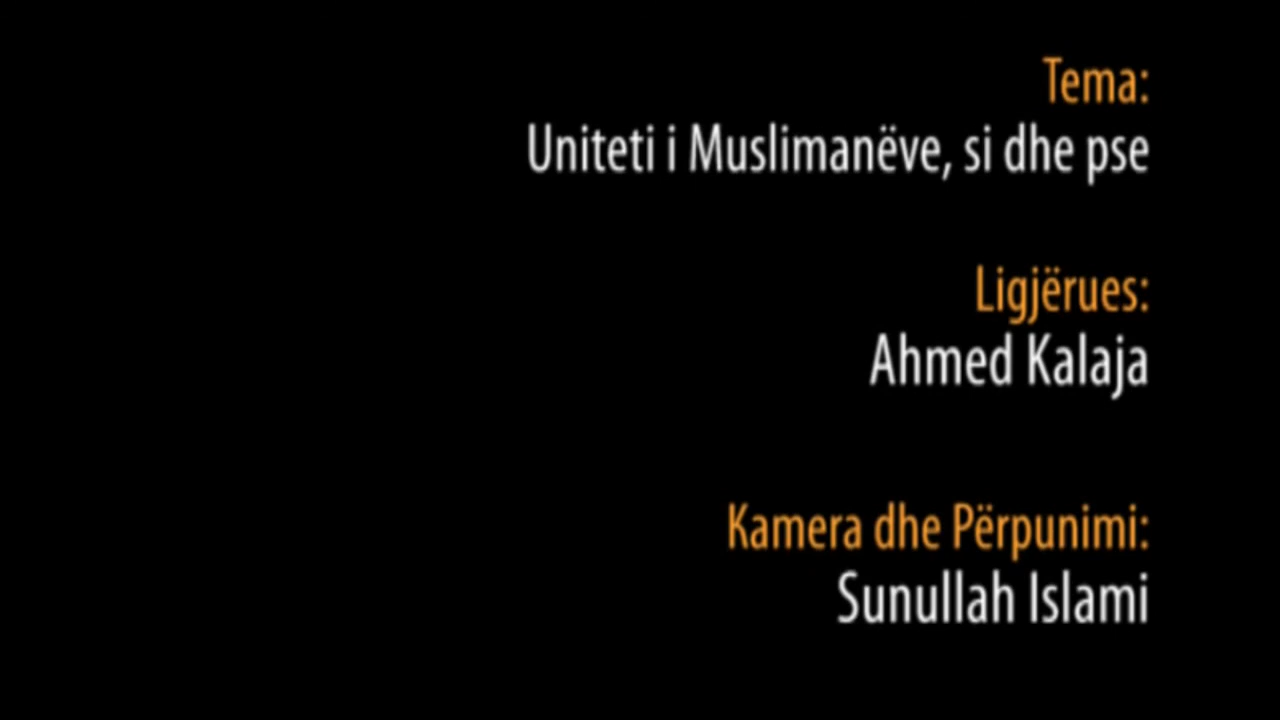 Tema:
Uniteti i Muslimanëve, si dhe pse
Ligjërues:
Ahmed Kalaja
Kamera dhe Përpunimi:
Sunullah Islami